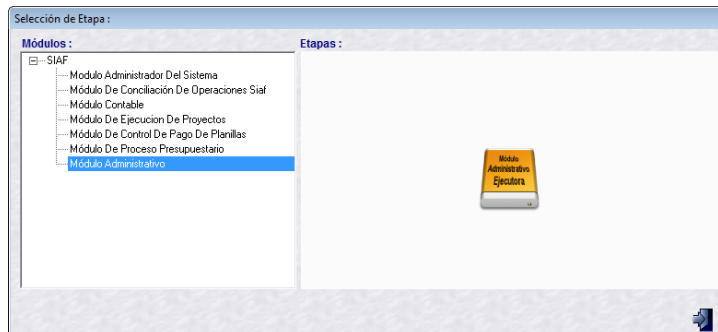 Selección de Etapa :
Módulos :
Etapas :
SIAF
Modulo Administrador Del Sistema
Módulo De Conciliación De Operaciones Siaf
Módulo Contable
Módulo De Ejecucion De Proyectos
Módulo De Control De Pago De Planillas
Módulo De Proceso Presupuestario
Módulo Administrativo
Módulo
Administrativo
Ejecutora